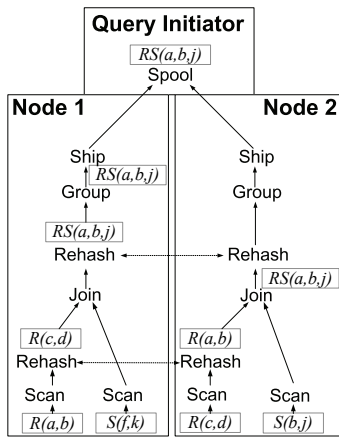 Query Initiator
RS(a,b,j)
Spool
Node 1
Node 2
Ship
Ship
RS(a,b,j)
Group
Group
RS(a,b,j)
Rehash
Rehash
RS(a,b,j)
Join
Join
R(c,d)
R(a,b)
Rehash
Rehash
Scan
Scan
Scan
Scan
R(a,b)
S(f,k)
R(c,d)
S(b,j)